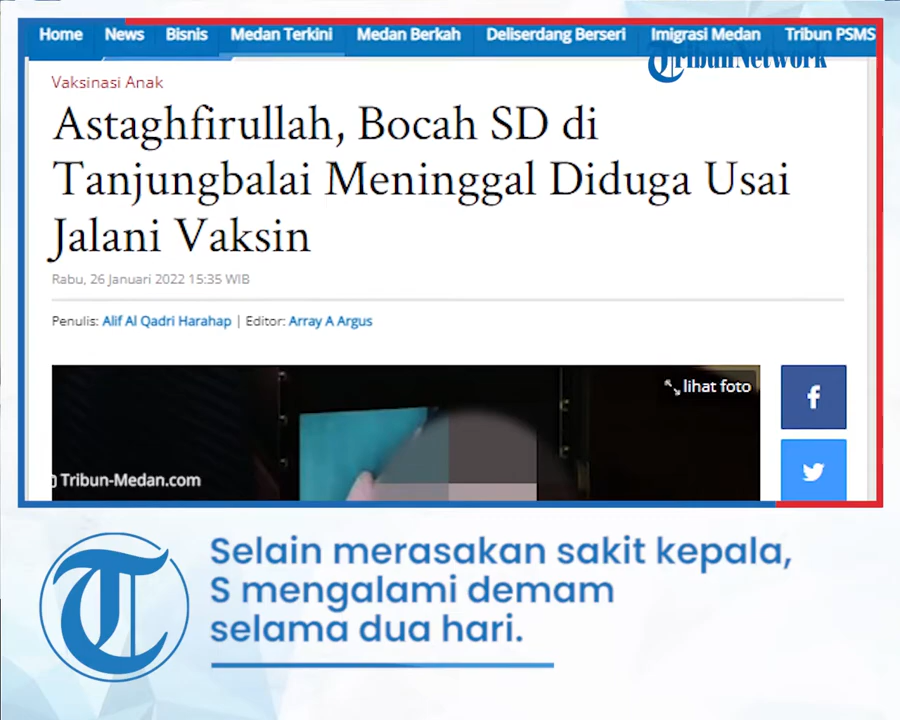 Home News Bisnis Medan Terkini Medan Berkah Deliserdang Berseri Imigrasi Medan Tribun PSMS
TribunNetwork
Vaksinasi Anak
Astaghfirullah, Bocah SD di
Tanjungbalai Meninggal Diduga Usai
Jalani Vaksin
Rabu, 26 Januari 2022 15:35 WIB
Penulis: Alif Al Qadri Harahap | Editor: Array A Argus
lihat foto
Tribun-Medan.com
Selain merasakan sakit kepala,
S mengalami demam
selama dua hari.